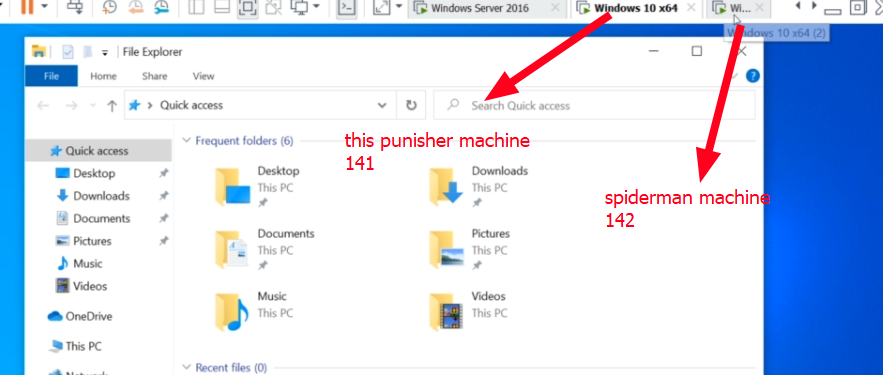 Windows Server 2016
Windows 10 x64
Wi...
Windows 10 x64 (2)
File Explorer
File
Home
Share
View
Quick access
Search Quick access
this punisher machine
141
spiderman machine
142
Quick access
Desktop
Downloads
Documents
Pictures
Music
Videos
OneDrive
This PC
Network
Frequent folders (6)
Desktop
This PC
Downloads
This PC
Documents
This PC
Pictures
This PC
Music
This PC
Videos
This PC
Recent files (0)